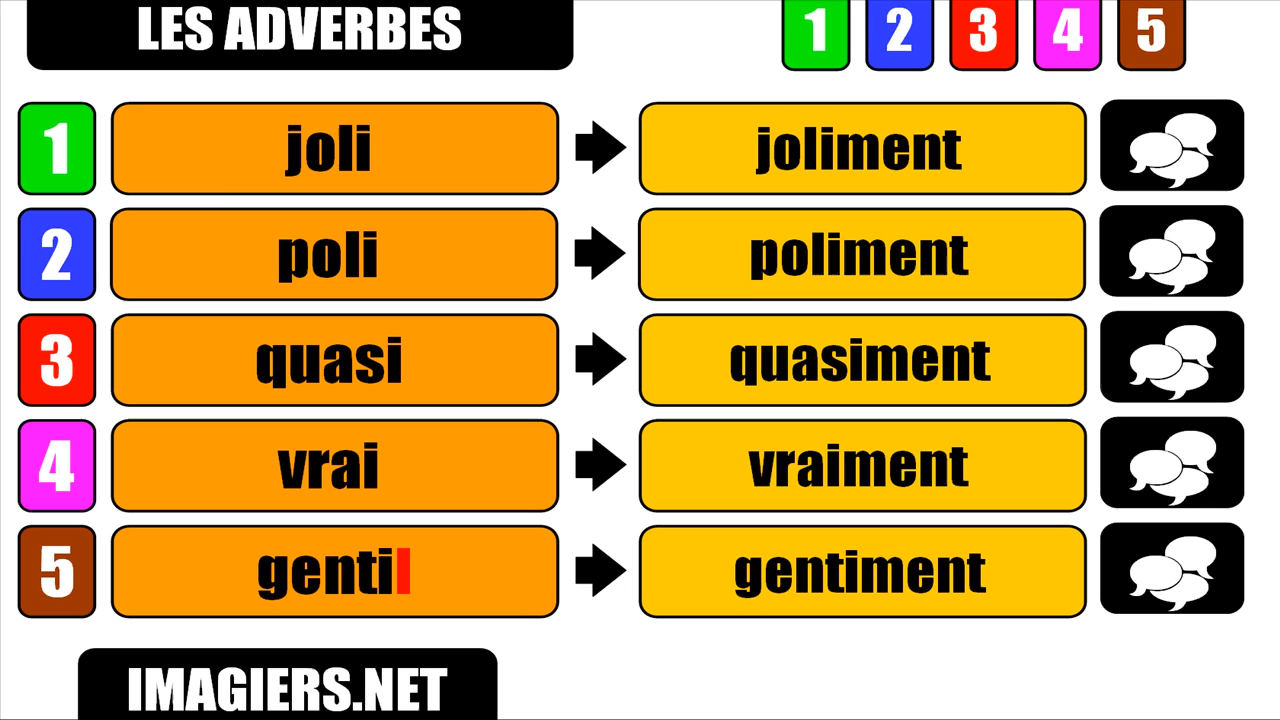 LES ADVERBES
1 2 3 4 5
1 joli joliment
2 poli poliment
3 quasi quasiment
4 vrai vraiment
5 gentil gentiment
IMAGIERS.NET